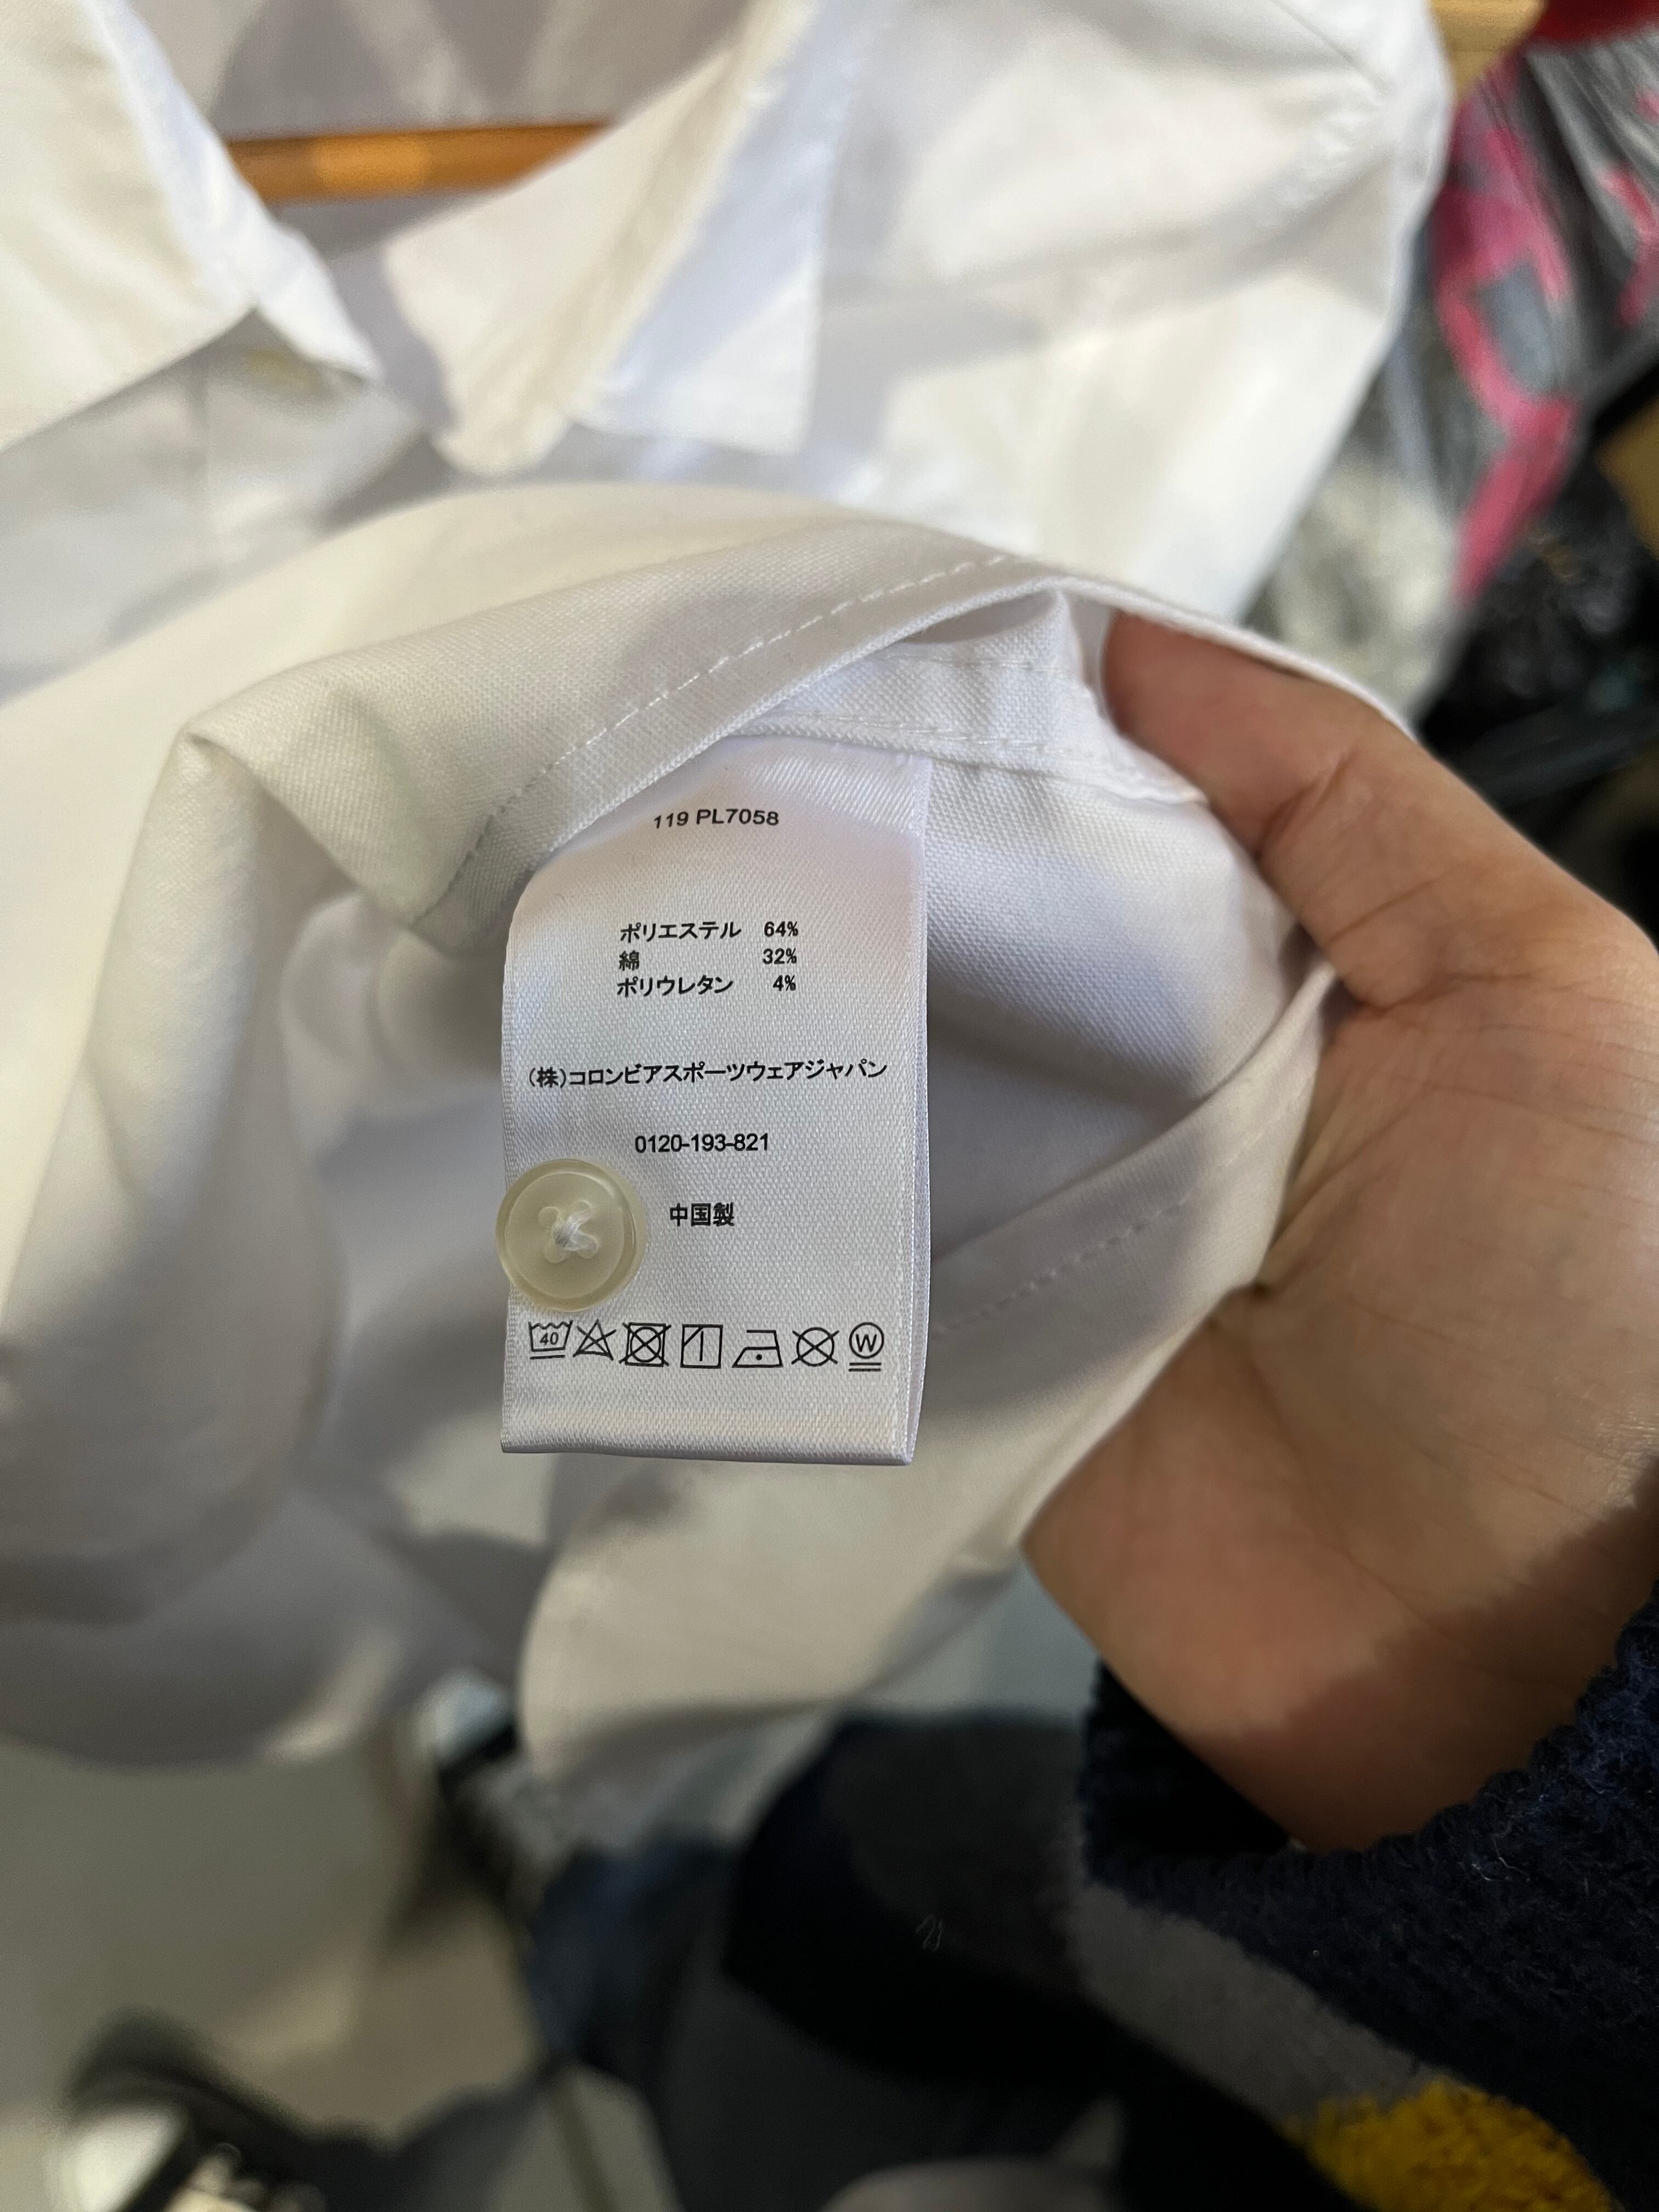 119 PL7058
ポリエステル 64%
綿 32%
ポリウレタン 4%
(株)コロンビアスポーツウェアジャパン
0120-193-821
中国製
40 W